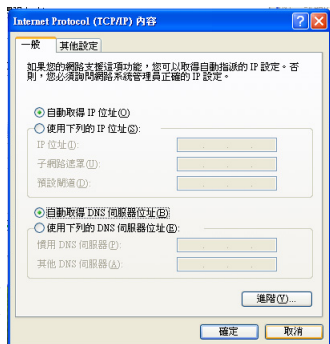 Internet Protocol (TCP/IP) 內容
一般
其他設定
如果您的網路支援這項功能，您可以取得自動指派的 IP 設定。否
則，您必須詢問網路系統管理員正確的 IP 設定。
自動取得 IP 位址(O)
使用下列的 IP 位址(S):
IP 位址(I):
子網路遮罩(U):
預設閘道(D):
自動取得 DNS 伺服器位址(B)
使用下列的 DNS 伺服器位址(E):
慣用 DNS 伺服器(P):
其他 DNS 伺服器(A):
進階(V)...
確定
取消